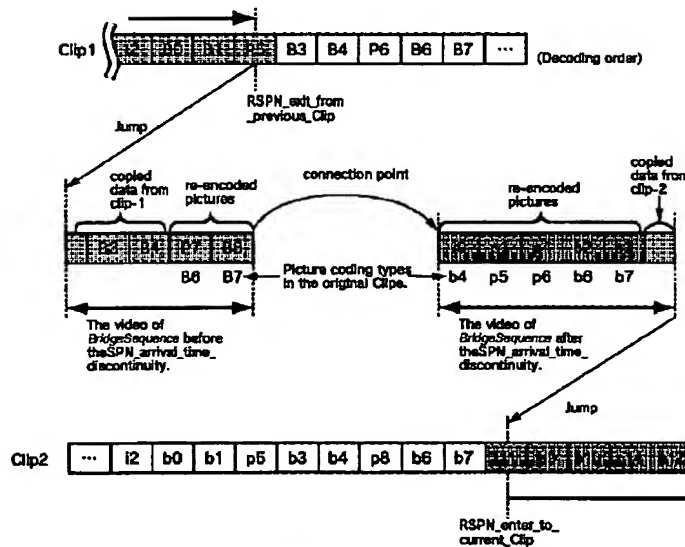 Clip1
i2 B0 B1 B3 B4 P6 B6 B7 ...
(Decoding order)
RSPN_exit_from
_previous_Clip
Jump
copied
data from
clip-1
re-encoded
pictures
connection point
re-encoded
pictures
copied
data from
clip-2
B3 B4
B6 B7
Picture coding types
in the original Clips.
b4 p5 p6 b6 b7
The video of
BridgeSequence before
theSPN_arrival_time_
discontinuity.
The video of
BridgeSequence after
theSPN_arrival_time_
discontinuity.
Jump
Clip2
... i2 b0 b1 p5 b3 b4 p8 b6 b7
RSPN_enter_to_
current_Clip